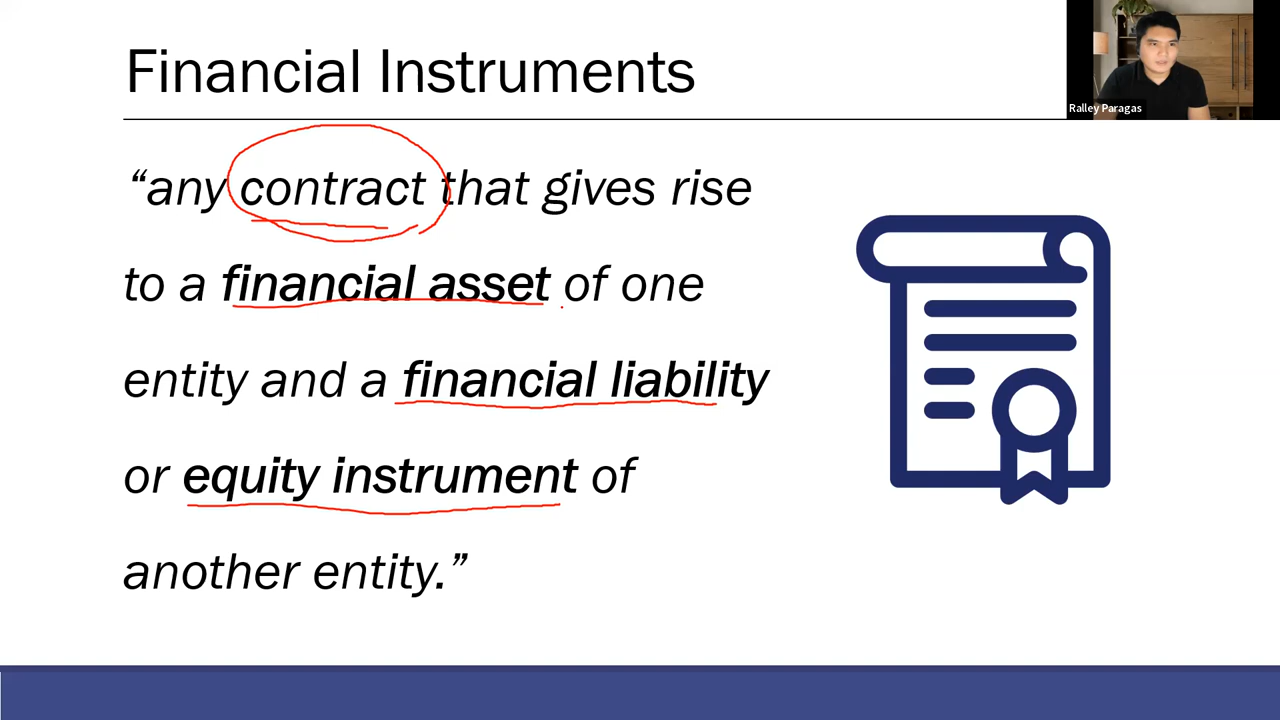 Financial Instruments
Ralley Paragas
“any contract that gives rise
to a financial asset of one
entity and a financial liability
or equity instrument of
another entity.”